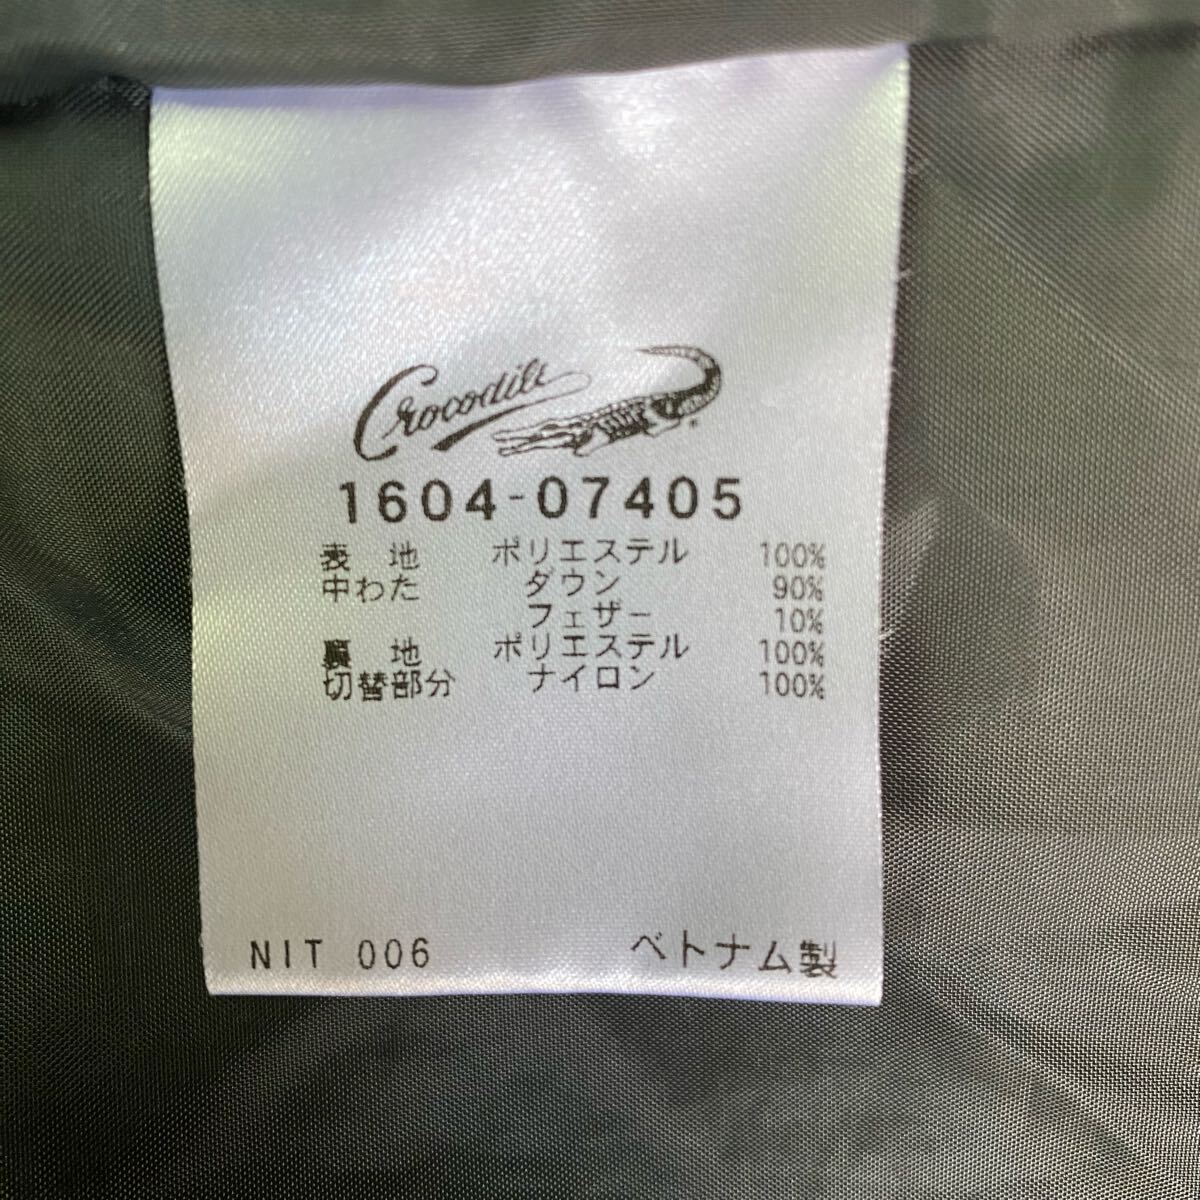 Crocodile
1604-07405
表 地 ポリエステル 100%
中わた ダウン 90%
フェザー 10%
裏 地 ポリエステル 100%
切替部分 ナイロン 100%
NIT 006 ベトナム製